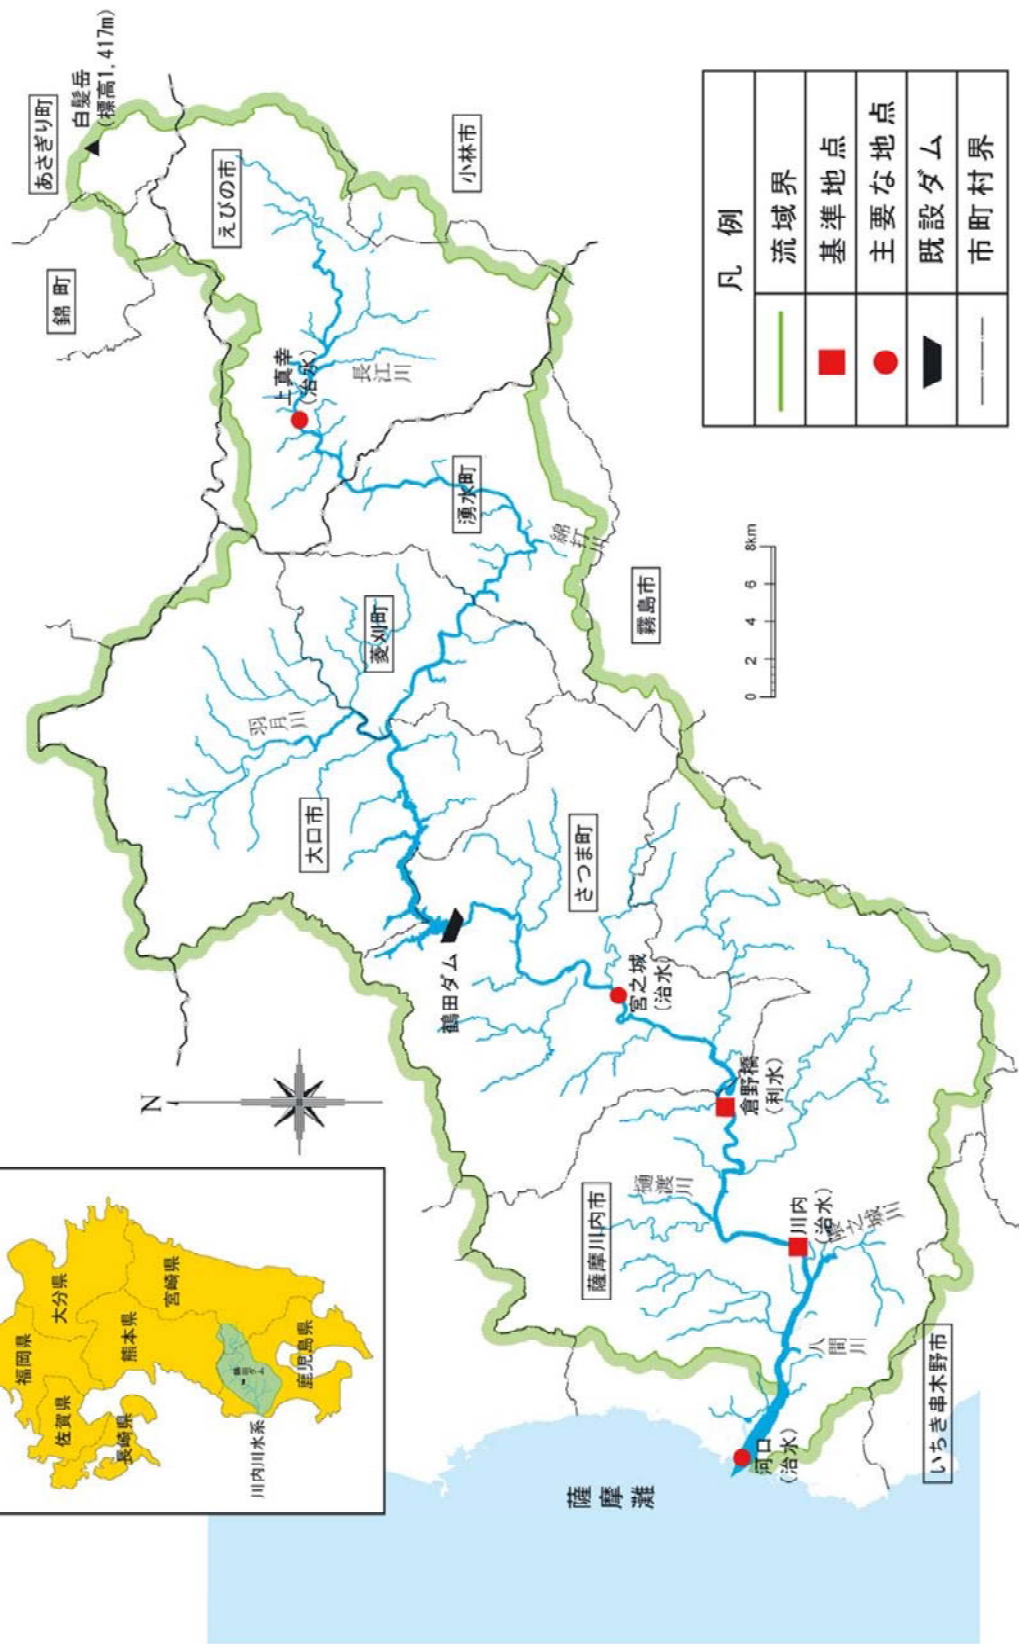 福岡県
大分県
佐賀県
長崎県
熊本県
宮崎県
鹿児島県
川内川水系
N
あさぎり町
白髪岳
(標高1,417m)
錦町
えびの市
小林市
上真幸
(治水)
長江川
湧水町
綿打川
菱刈町
霧島市
羽月川
大口市
さつま町
鶴田ダム
宮之城
(治水)
倉野橋
(利水)
樋渡川
薩摩川内市
川内
(治水)
隈之城川
八間川
いちき串木野市
河口
(治水)
薩摩灘
0 2 4 6 8km
凡例
流域界
基準地点
主要な地点
既設ダム
市町村界